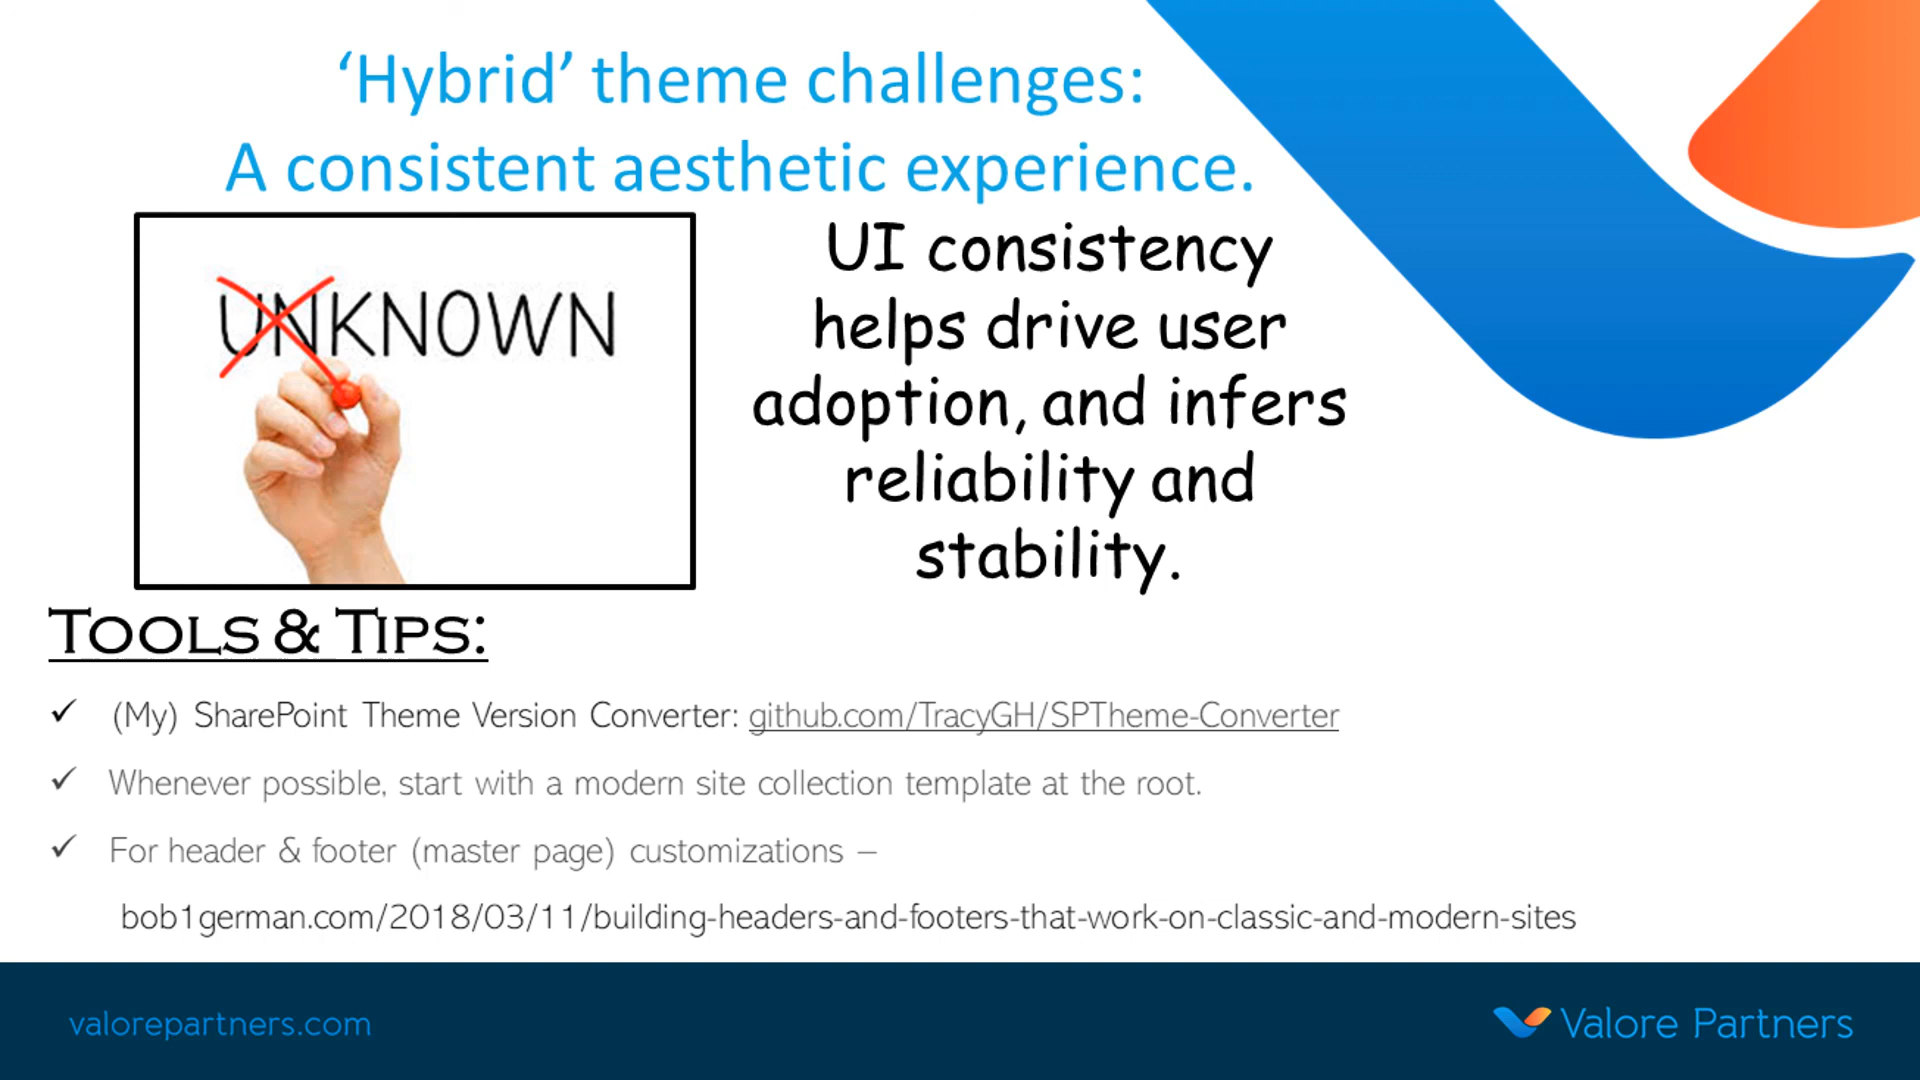 ‘Hybrid’ theme challenges:
A consistent aesthetic experience.
UNKNOWN
UI consistency
helps drive user
adoption, and infers
reliability and
stability.
Tools & Tips:
✓ (My) SharePoint Theme Version Converter: github.com/TracyGH/SPTheme-Converter
✓ Whenever possible, start with a modern site collection template at the root.
✓ For header & footer (master page) customizations –
bob1german.com/2018/03/11/building-headers-and-footers-that-work-on-classic-and-modern-sites
valorepartners.com
Valore Partners